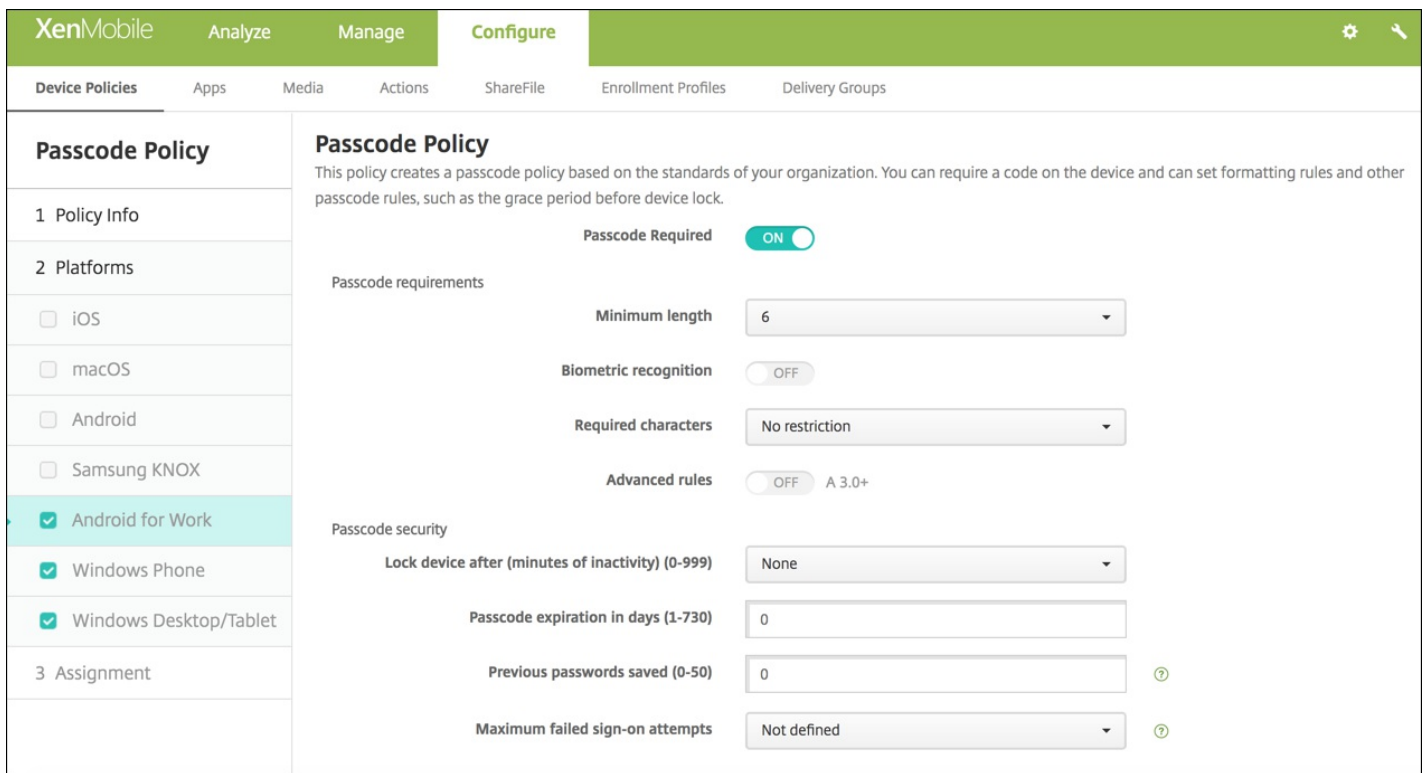 XenMobile Analyze Manage Configure
Device Policies Apps Media Actions ShareFile Enrollment Profiles Delivery Groups
Passcode Policy
1 Policy Info
2 Platforms
iOS
macOS
Android
Samsung KNOX
Android for Work
Windows Phone
Windows Desktop/Tablet
3 Assignment
Passcode Policy
This policy creates a passcode policy based on the standards of your organization. You can require a code on the device and can set formatting rules and other
passcode rules, such as the grace period before device lock.
Passcode Required ON
Passcode requirements
Minimum length 6
Biometric recognition OFF
Required characters No restriction
Advanced rules OFF A 3.0+
Passcode security
Lock device after (minutes of inactivity) (0-999) None
Passcode expiration in days (1-730) 0
Previous passwords saved (0-50) 0 ?
Maximum failed sign-on attempts Not defined ?